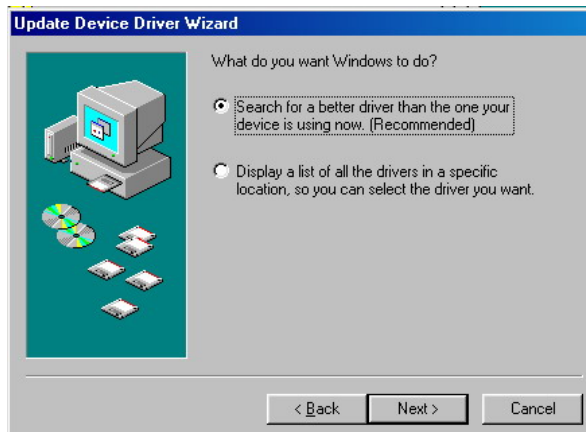 Update Device Driver Wizard
What do you want Windows to do?
Search for a better driver than the one your
device is using now. (Recommended)
Display a list of all the drivers in a specific
location, so you can select the driver you want.
< Back
Next >
Cancel